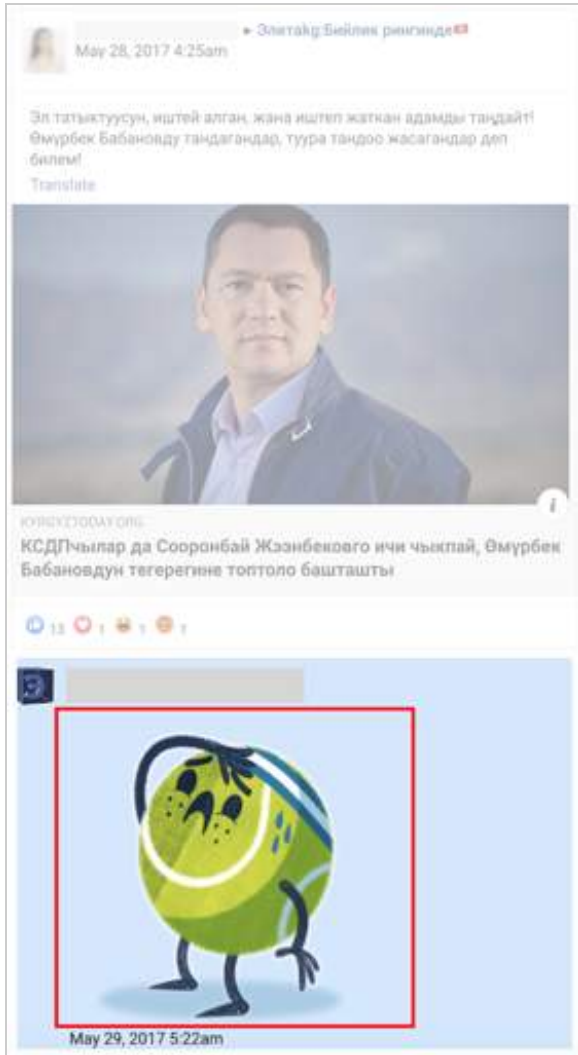 ▸ Элитаkg:Бийлик рингинде
May 28, 2017 4:25am
Эл татыктуусун, иштей алган, жана иштеп жаткан адамды таңдайт!
Өмүрбек Бабановду тандагандар, туура тандоо жасагандар деп
билем!
Translate
KYRGYZTODAY.ORG
КСДПчылар да Сооронбай Жээнбековго ичи чыкпай, Өмүрбек
Бабановдун тегерегине топтоло башташты
13 1 1 1
May 29, 2017 5:22am